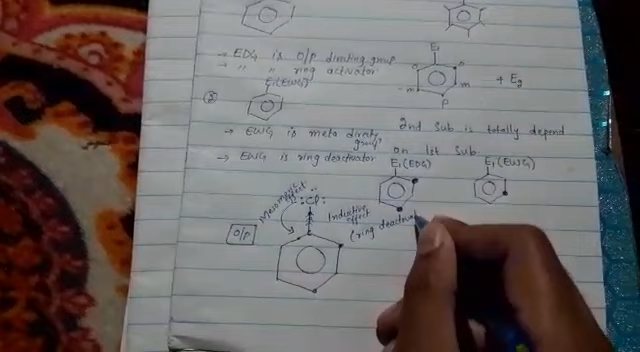 → EDG is O/P directing group
→ " " ring activator
E₁
o
o
m
m
p
+ E₂
②
E₁(EWG)
→ EWG is meta directing group
2nd Sub is totally depend
on 1st Sub.
→ EWG is ring deactivator
E₁(EDG)
E₁(EWG)
Mesomeric effect
:Cl:
Inductive effect
(ring deactivat
O/P